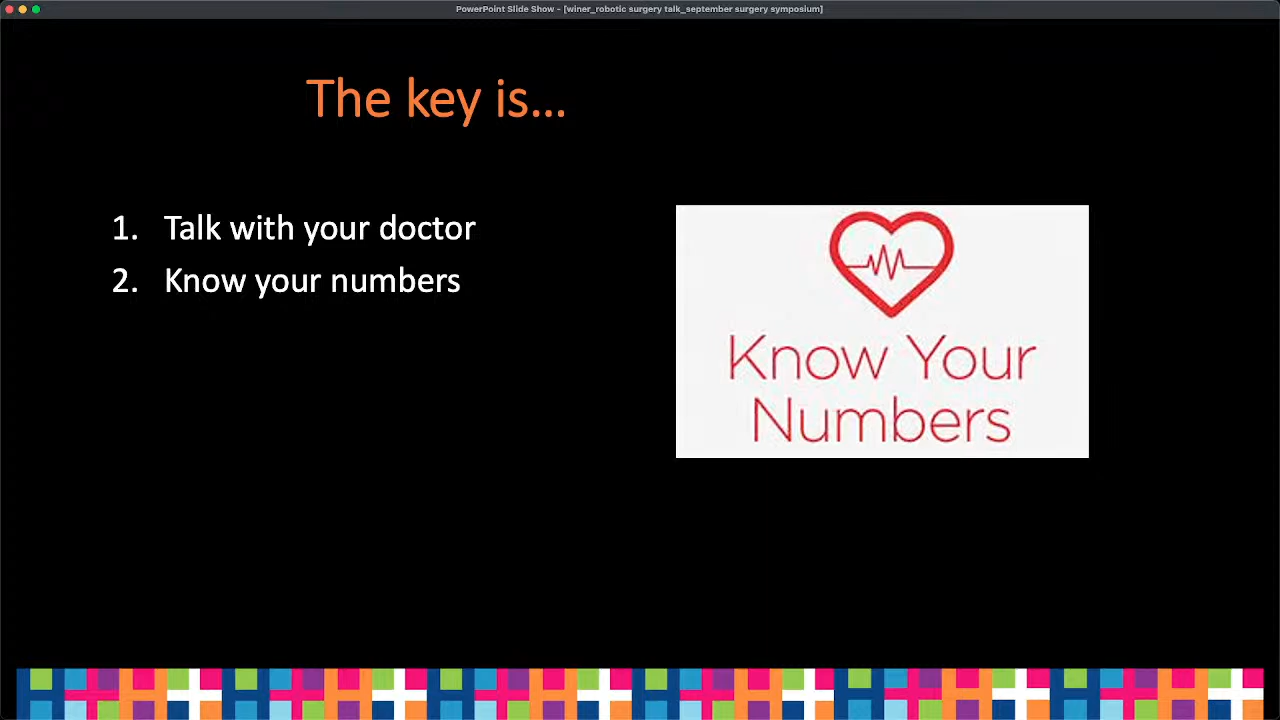 PowerPoint Slide Show - [winer_robotic surgery talk_september surgery symposium]
The key is...
1. Talk with your doctor
2. Know your numbers
Know Your
Numbers